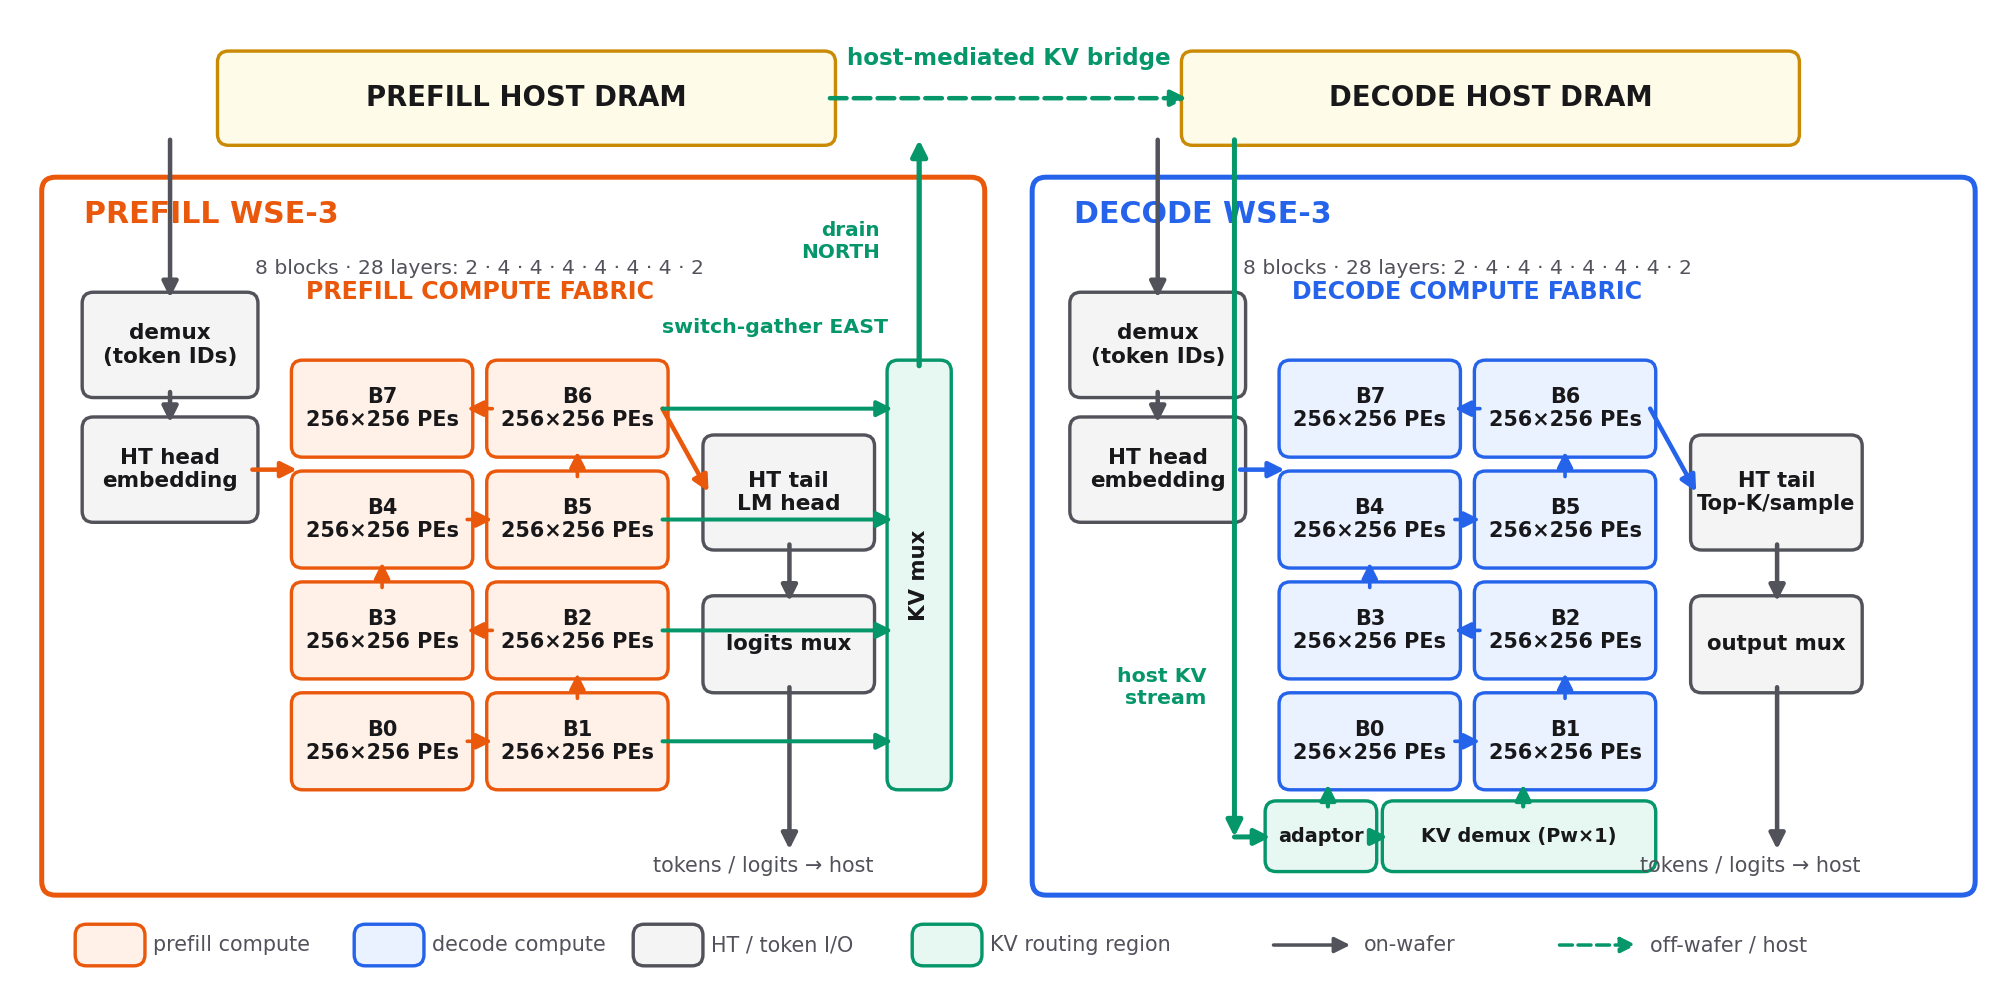 host-mediated KV bridge
PREFILL HOST DRAM
DECODE HOST DRAM
PREFILL WSE-3
drain
NORTH
8 blocks · 28 layers: 2 · 4 · 4 · 4 · 4 · 4 · 4 · 2
PREFILL COMPUTE FABRIC
switch-gather EAST
demux
(token IDs)
HT head
embedding
B7
256×256 PEs
B6
256×256 PEs
B4
256×256 PEs
B5
256×256 PEs
B3
256×256 PEs
B2
256×256 PEs
B0
256×256 PEs
B1
256×256 PEs
HT tail
LM head
logits mux
KV mux
tokens / logits → host
DECODE WSE-3
8 blocks · 28 layers: 2 · 4 · 4 · 4 · 4 · 4 · 4 · 2
DECODE COMPUTE FABRIC
demux
(token IDs)
HT head
embedding
host KV
stream
B7
256×256 PEs
B6
256×256 PEs
B4
256×256 PEs
B5
256×256 PEs
B3
256×256 PEs
B2
256×256 PEs
B0
256×256 PEs
B1
256×256 PEs
HT tail
Top-K/sample
output mux
adaptor
KV demux (Pw×1)
tokens / logits → host
prefill compute
decode compute
HT / token I/O
KV routing region
on-wafer
off-wafer / host